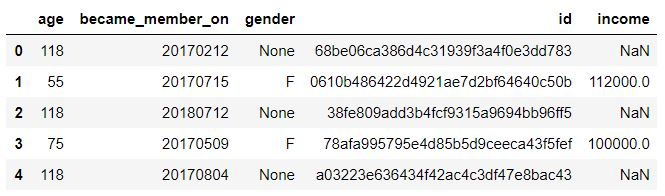 age became_member_on gender id income
0 118 20170212 None 68be06ca386d4c31939f3a4f0e3dd783 NaN
1 55 20170715 F 0610b486422d4921ae7d2bf64640c50b 112000.0
2 118 20180712 None 38fe809add3b4fcf9315a9694bb96ff5 NaN
3 75 20170509 F 78afa995795e4d85b5d9ceeca43f5fef 100000.0
4 118 20170804 None a03223e636434f42ac4c3df47e8bac43 NaN